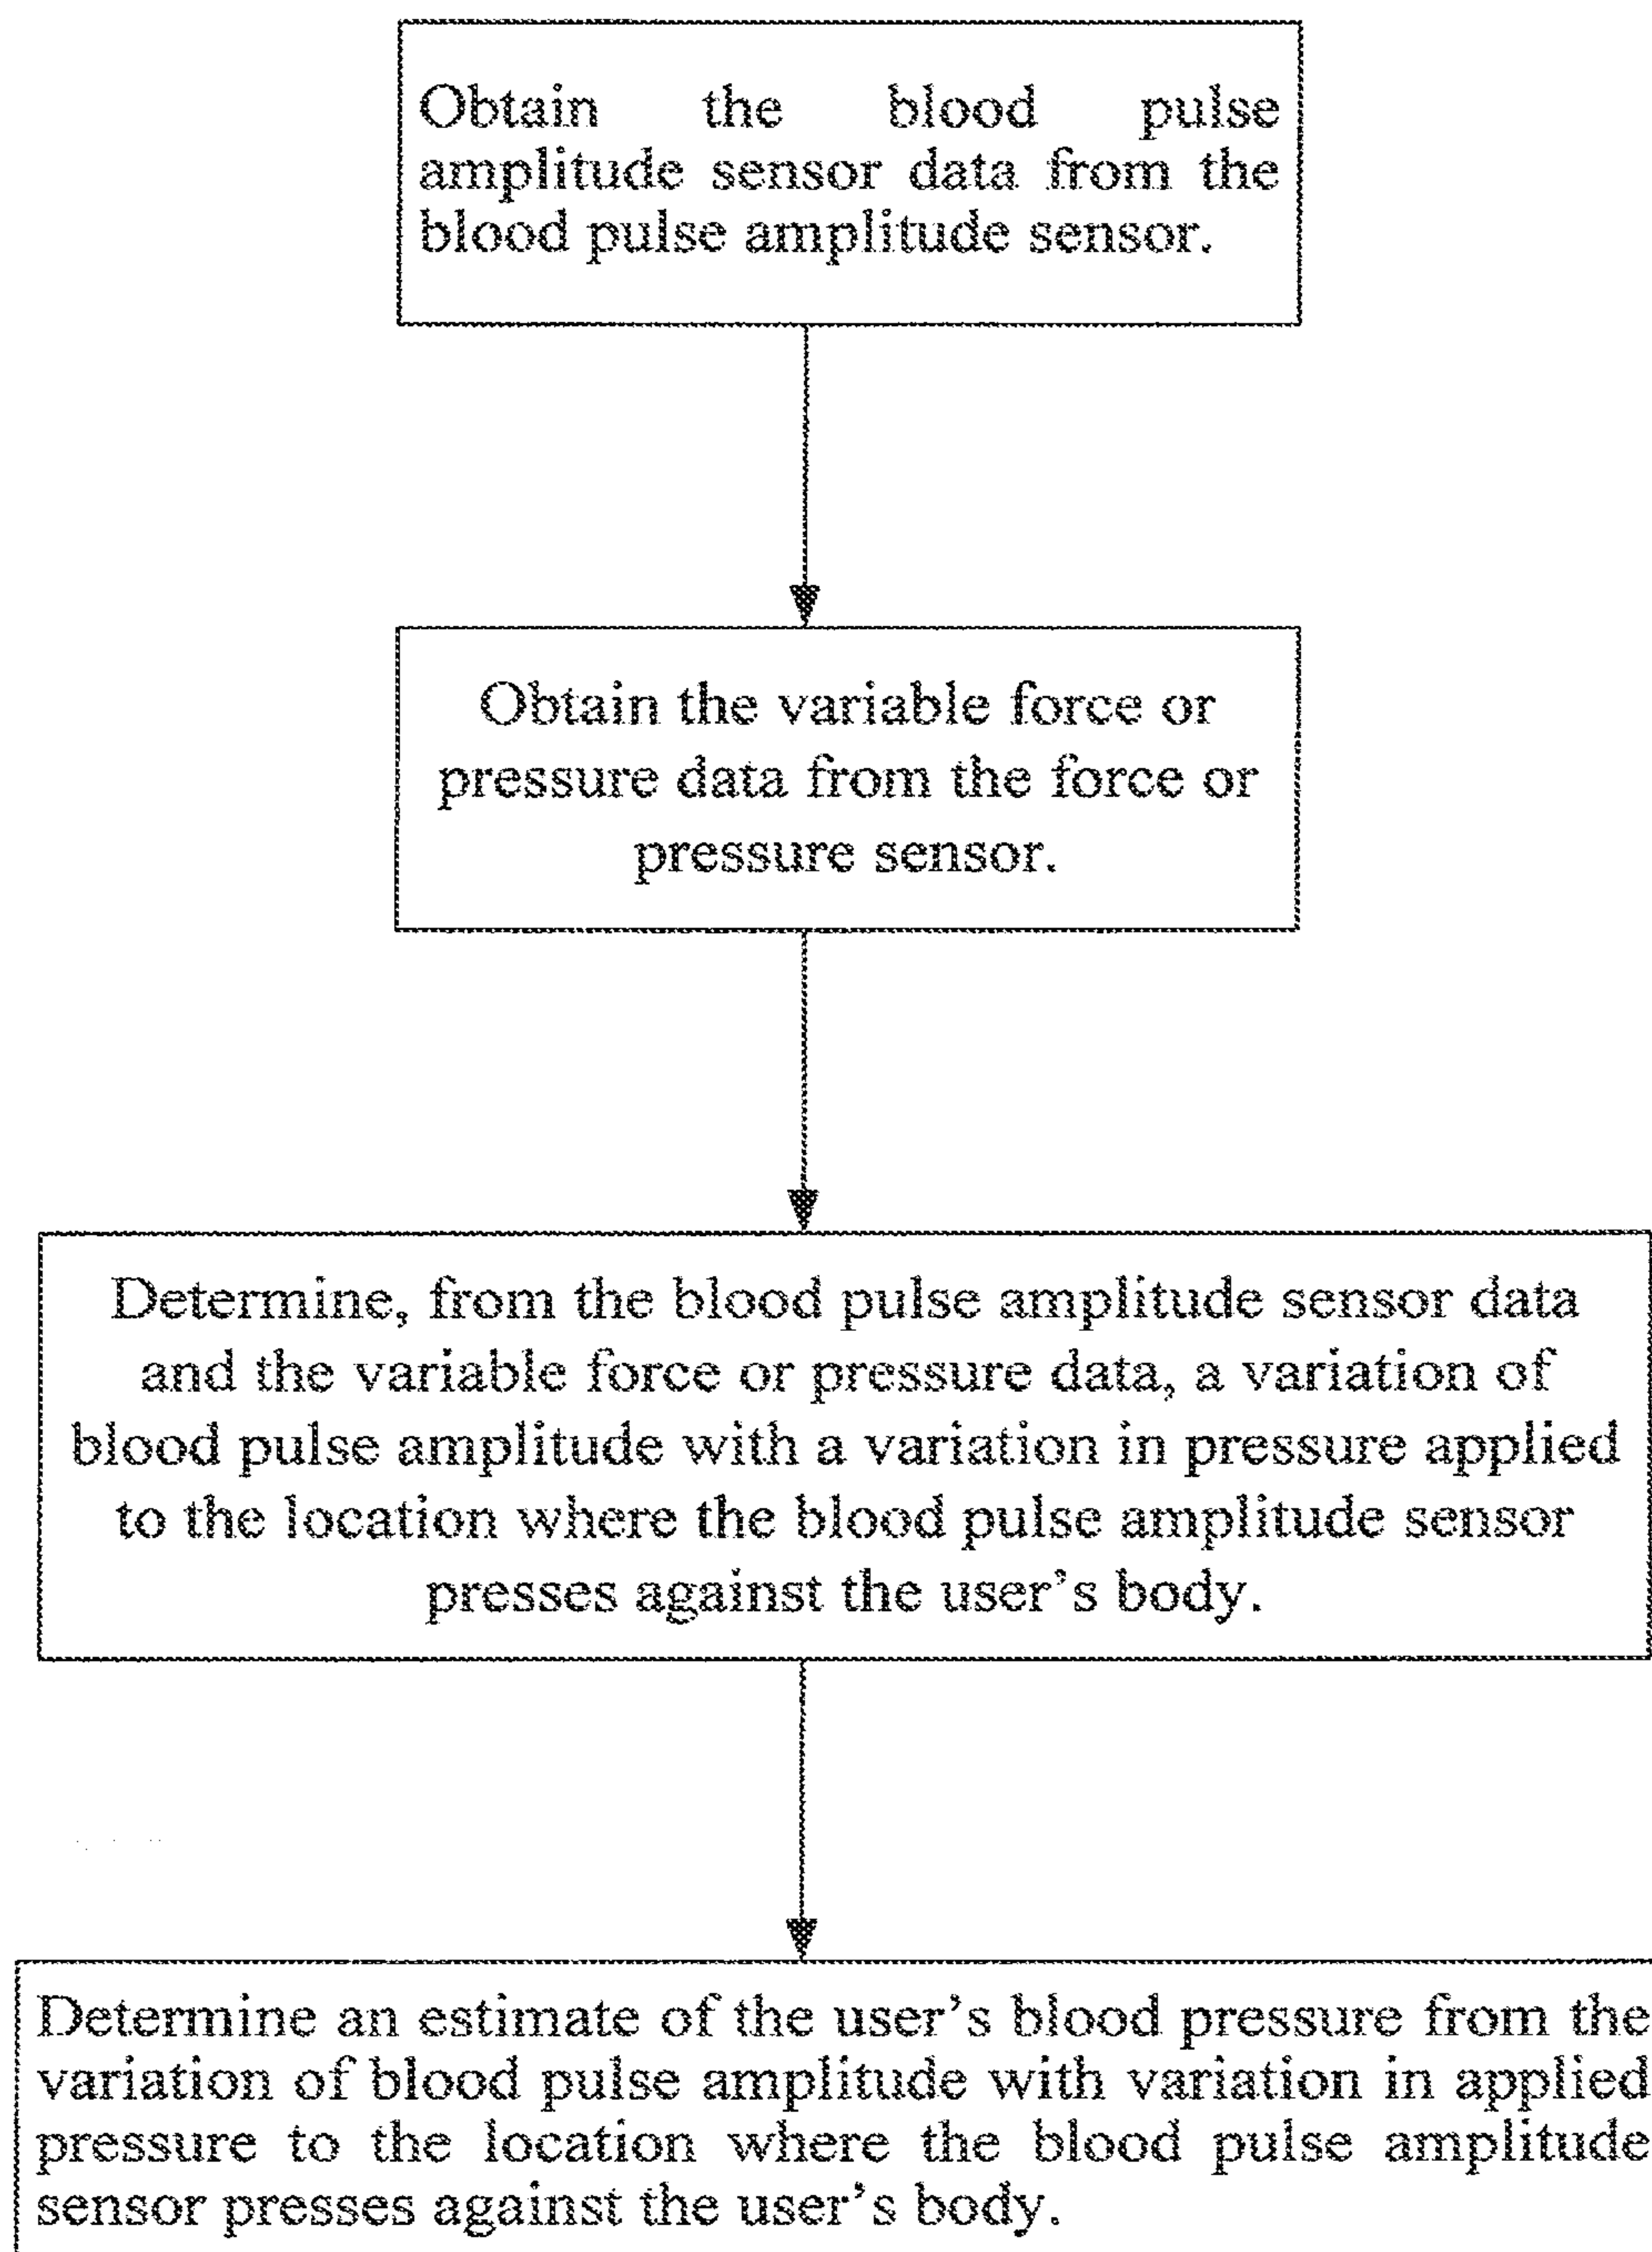 Obtain the blood pulse
amplitude sensor data from the
blood pulse amplitude sensor.
Obtain the variable force or
pressure data from the force or
pressure sensor.
Determine, from the blood pulse amplitude sensor data
and the variable force or pressure data, a variation of
blood pulse amplitude with a variation in pressure applied
to the location where the blood pulse amplitude sensor
presses against the user's body.
Determine an estimate of the user's blood pressure from the
variation of blood pulse amplitude with variation in applied
pressure to the location where the blood pulse amplitude
sensor presses against the user's body.